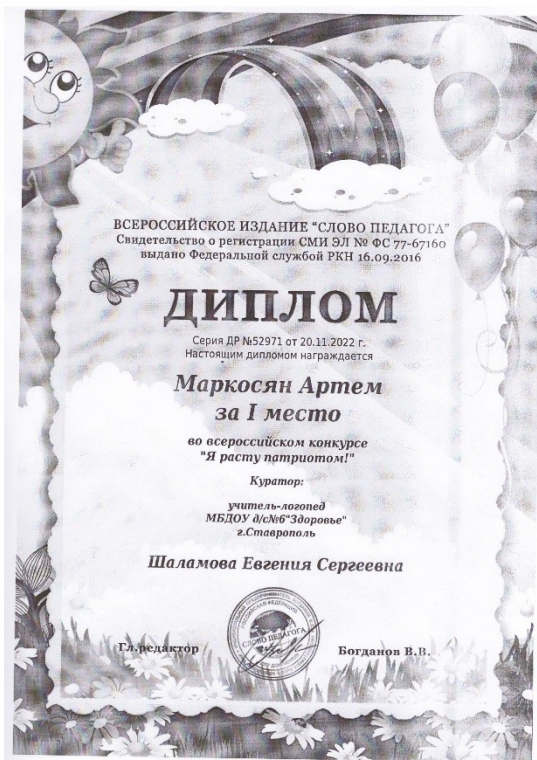 ВСЕРОССИЙСКОЕ ИЗДАНИЕ "СЛОВО ПЕДАГОГА"
Свидетельство о регистрации СМИ ЭЛ № ФС 77-67160
выдано Федеральной службой РКН 16.09.2016
ДИПЛОМ
Серия ДР №52971 от 20.11.2022 г.
Настоящим дипломом награждается
Маркосян Артем
за I место
во всероссийском конкурсе
"Я расту патриотом!"
Куратор:
учитель-логопед
МБДОУ д/с№6"Здоровье"
г.Ставрополь
Шаламова Евгения Сергеевна
СЛОВО ПЕДАГОГА
Гл.редактор Богданов В.В.